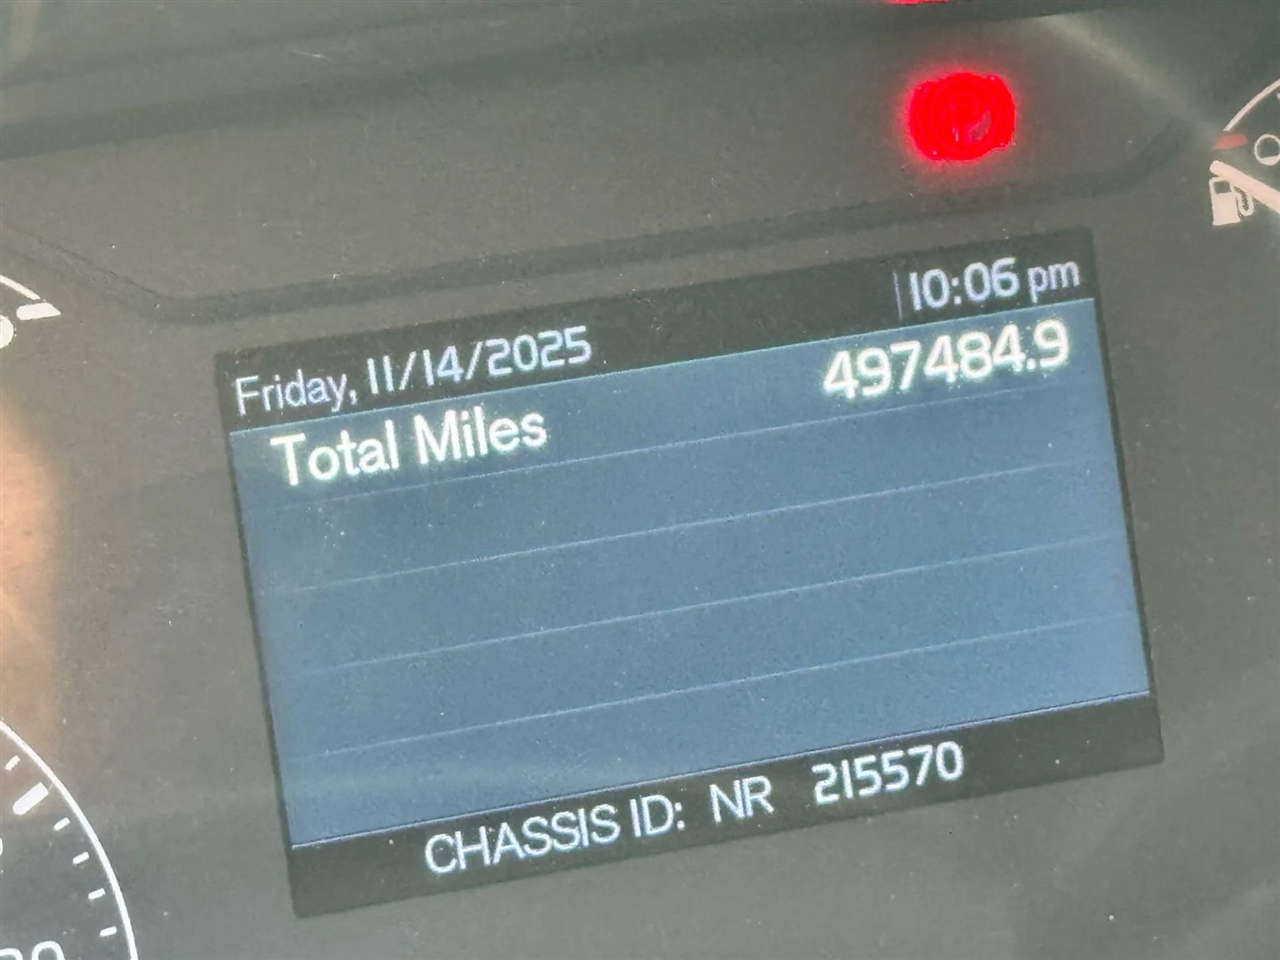 10:06 pm
Friday, 11/14/2025
497484.9
Total Miles
CHASSIS ID: NR 215570